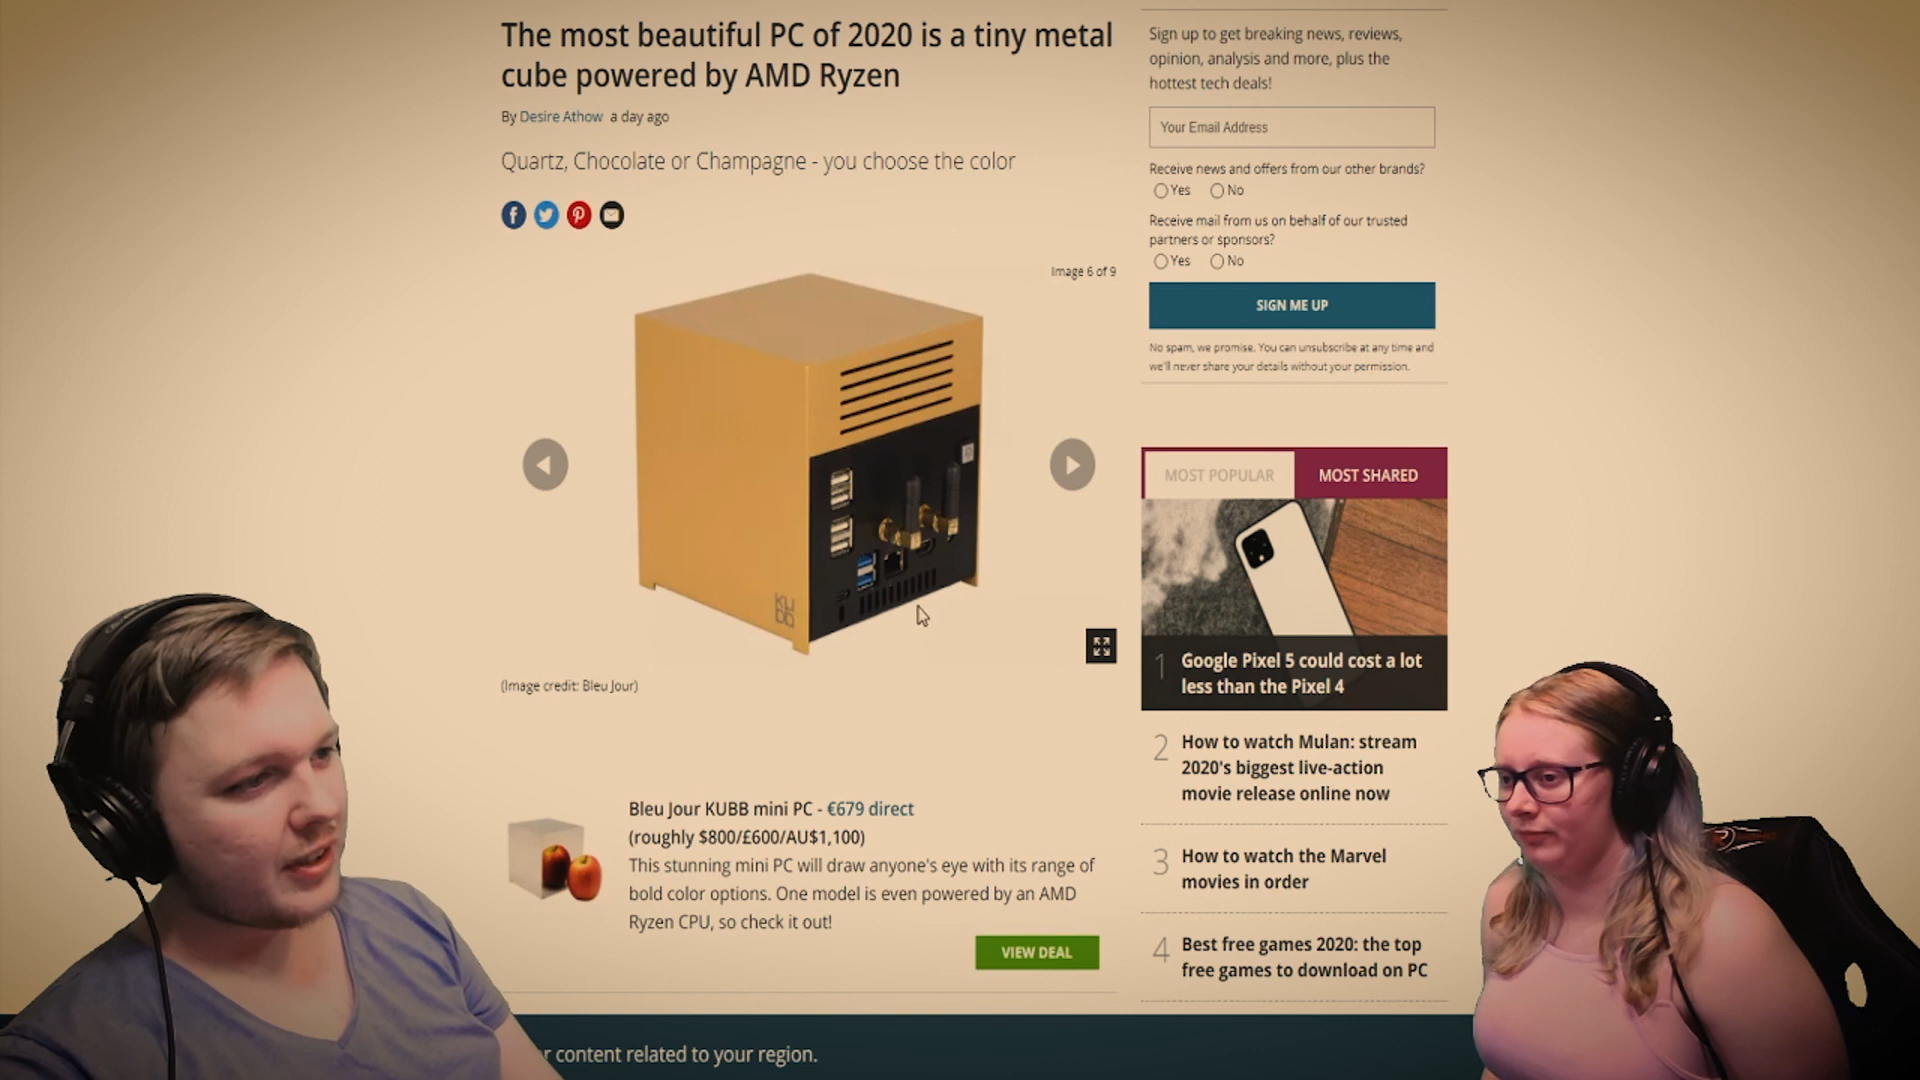 The most beautiful PC of 2020 is a tiny metal
cube powered by AMD Ryzen
By Desire Athow a day ago
Quartz, Chocolate or Champagne - you choose the color
Image 6 of 9
KU
BB
(Image credit: Bleu Jour)
Bleu Jour KUBB mini PC - €679 direct
(roughly $800/£600/AU$1,100)
This stunning mini PC will draw anyone's eye with its range of
bold color options. One model is even powered by an AMD
Ryzen CPU, so check it out!
VIEW DEAL
Sign up to get breaking news, reviews,
opinion, analysis and more, plus the
hottest tech deals!
Your Email Address
Receive news and offers from our other brands?
Yes No
Receive mail from us on behalf of our trusted
partners or sponsors?
Yes No
SIGN ME UP
No spam, we promise. You can unsubscribe at any time and
we'll never share your details without your permission.
MOST POPULAR MOST SHARED
1 Google Pixel 5 could cost a lot
less than the Pixel 4
2 How to watch Mulan: stream
2020's biggest live-action
movie release online now
3 How to watch the Marvel
movies in order
4 Best free games 2020: the top
free games to download on PC
r content related to your region.